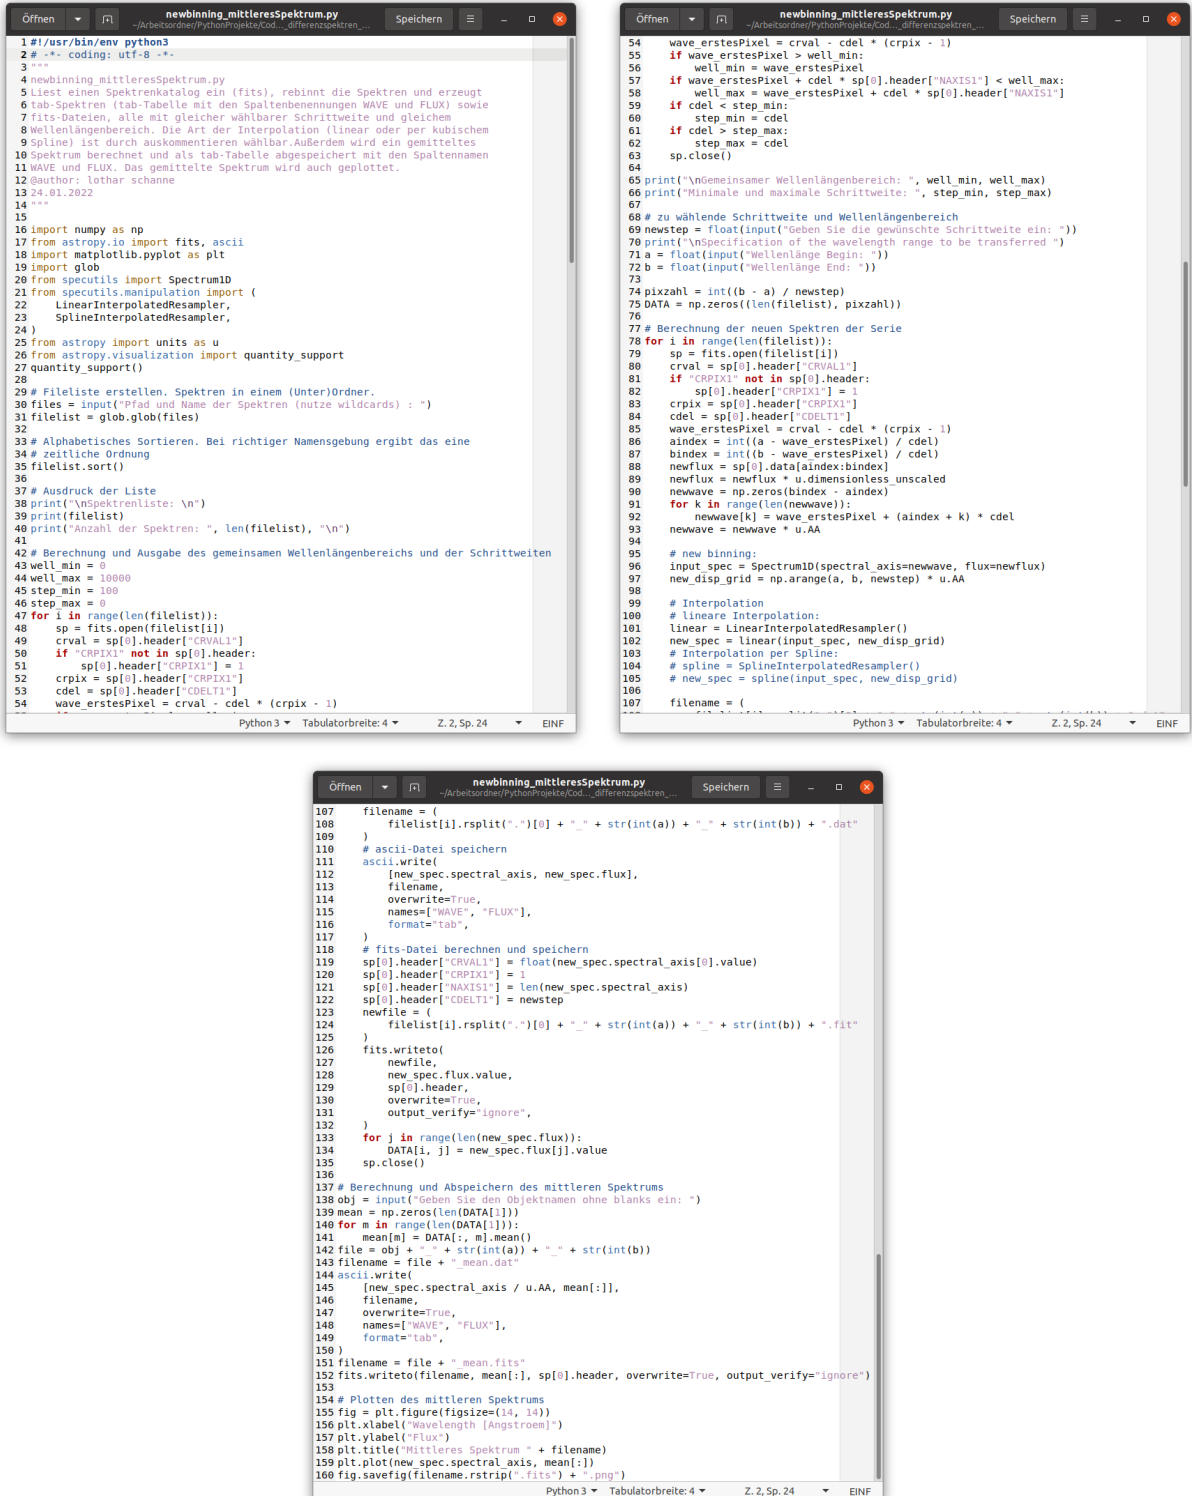 Öffnen
newbinning_mittleresSpektrum.py
~/Arbeitsordner/PythonProjekte/Cod..._differenzspektren_...
Speichern
1 #!/usr/bin/env python3
2 # -*- coding: utf-8 -*-
3 """
4 newbinning_mittleresSpektrum.py
5 Liest einen Spektrenkatalog ein (fits), rebinnt die Spektren und erzeugt
6 tab-Spektren (tab-Tabelle mit den Spaltenbenennungen WAVE und FLUX) sowie
7 fits-Dateien, alle mit gleicher wählbarer Schrittweite und gleichem
8 Wellenlängenbereich. Die Art der Interpolation (linear oder per kubischem
9 Spline) ist durch auskommentieren wählbar.Außerdem wird ein gemitteltes
10 Spektrum berechnet und als tab-Tabelle abgespeichert mit den Spaltennamen
11 WAVE und FLUX. Das gemittelte Spektrum wird auch geplottet.
12 @author: lothar schanne
13 24.01.2022
14 """
15
16 import numpy as np
17 from astropy.io import fits, ascii
18 import matplotlib.pyplot as plt
19 import glob
20 from specutils import Spectrum1D
21 from specutils.manipulation import (
22     LinearInterpolatedResampler,
23     SplineInterpolatedResampler,
24 )
25 from astropy import units as u
26 from astropy.visualization import quantity_support
27 quantity_support()
28
29 # Fileliste erstellen. Spektren in einem (Unter)Ordner.
30 files = input("Pfad und Name der Spektren (nutze wildcards) : ")
31 filelist = glob.glob(files)
32
33 # Alphabetisches Sortieren. Bei richtiger Namensgebung ergibt das eine
34 # zeitliche Ordnung
35 filelist.sort()
36
37 # Ausdruck der Liste
38 print("\nSpektrenliste: \n")
39 print(filelist)
40 print("Anzahl der Spektren: ", len(filelist), "\n")
41
42 # Berechnung und Ausgabe des gemeinsamen Wellenlängenbereichs und der Schrittweiten
43 well_min = 0
44 well_max = 10000
45 step_min = 100
46 step_max = 0
47 for i in range(len(filelist)):
48     sp = fits.open(filelist[i])
49     crval = sp[0].header["CRVAL1"]
50     if "CRPIX1" not in sp[0].header:
51         sp[0].header["CRPIX1"] = 1
52     crpix = sp[0].header["CRPIX1"]
53     cdel = sp[0].header["CDELT1"]
54     wave_erstesPixel = crval - cdel * (crpix - 1)
Python 3
Tabulatorbreite: 4
Z. 2, Sp. 24
EINF
Öffnen
newbinning_mittleresSpektrum.py
~/Arbeitsordner/PythonProjekte/Cod..._differenzspektren_...
Speichern
54     wave_erstesPixel = crval - cdel * (crpix - 1)
55     if wave_erstesPixel > well_min:
56         well_min = wave_erstesPixel
57     if wave_erstesPixel + cdel * sp[0].header["NAXIS1"] < well_max:
58         well_max = wave_erstesPixel + cdel * sp[0].header["NAXIS1"]
59     if cdel < step_min:
60         step_min = cdel
61     if cdel > step_max:
62         step_max = cdel
63     sp.close()
64
65 print("\nGemeinsamer Wellenlängenbereich: ", well_min, well_max)
66 print("Minimale und maximale Schrittweite: ", step_min, step_max)
67
68 # zu wählende Schrittweite und Wellenlängenbereich
69 newstep = float(input("Geben Sie die gewünschte Schrittweite ein: "))
70 print("\nSpecification of the wavelength range to be transferred ")
71 a = float(input("Wellenlänge Begin: "))
72 b = float(input("Wellenlänge End: "))
73
74 pixzahl = int((b - a) / newstep)
75 DATA = np.zeros((len(filelist), pixzahl))
76
77 # Berechnung der neuen Spektren der Serie
78 for i in range(len(filelist)):
79     sp = fits.open(filelist[i])
80     crval = sp[0].header["CRVAL1"]
81     if "CRPIX1" not in sp[0].header:
82         sp[0].header["CRPIX1"] = 1
83     crpix = sp[0].header["CRPIX1"]
84     cdel = sp[0].header["CDELT1"]
85     wave_erstesPixel = crval - cdel * (crpix - 1)
86     aindex = int((a - wave_erstesPixel) / cdel)
87     bindex = int((b - wave_erstesPixel) / cdel)
88     newflux = sp[0].data[aindex:bindex]
89     newflux = newflux * u.dimensionless_unscaled
90     newwave = np.zeros(bindex - aindex)
91     for k in range(len(newwave)):
92         newwave[k] = wave_erstesPixel + (aindex + k) * cdel
93     newwave = newwave * u.AA
94
95     # new binning:
96     input_spec = Spectrum1D(spectral_axis=newwave, flux=newflux)
97     new_disp_grid = np.arange(a, b, newstep) * u.AA
98
99     # Interpolation
100     # lineare Interpolation:
101     linear = LinearInterpolatedResampler()
102     new_spec = linear(input_spec, new_disp_grid)
103     # Interpolation per Spline:
104     # spline = SplineInterpolatedResampler()
105     # new_spec = spline(input_spec, new_disp_grid)
106
107     filename = (
Python 3
Tabulatorbreite: 4
Z. 2, Sp. 24
EINF
Öffnen
newbinning_mittleresSpektrum.py
~/Arbeitsordner/PythonProjekte/Cod..._differenzspektren_...
Speichern
107     filename = (
108         filelist[i].rsplit(".")[0] + "_" + str(int(a)) + "_" + str(int(b)) + ".dat"
109     )
110     # ascii-Datei speichern
111     ascii.write(
112         [new_spec.spectral_axis, new_spec.flux],
113         filename,
114         overwrite=True,
115         names=["WAVE", "FLUX"],
116         format="tab",
117     )
118     # fits-Datei berechnen und speichern
119     sp[0].header["CRVAL1"] = float(new_spec.spectral_axis[0].value)
120     sp[0].header["CRPIX1"] = 1
121     sp[0].header["NAXIS1"] = len(new_spec.spectral_axis)
122     sp[0].header["CDELT1"] = newstep
123     newfile = (
124         filelist[i].rsplit(".")[0] + "_" + str(int(a)) + "_" + str(int(b)) + ".fit"
125     )
126     fits.writeto(
127         newfile,
128         new_spec.flux.value,
129         sp[0].header,
130         overwrite=True,
131         output_verify="ignore",
132     )
133     for j in range(len(new_spec.flux)):
134         DATA[i, j] = new_spec.flux[j].value
135     sp.close()
136
137 # Berechnung und Abspeichern des mittleren Spektrums
138 obj = input("Geben Sie den Objektnamen ohne blanks ein: ")
139 mean = np.zeros(len(DATA[1]))
140 for m in range(len(DATA[1])):
141     mean[m] = DATA[:, m].mean()
142 file = obj + "_" + str(int(a)) + "_" + str(int(b))
143 filename = file + "_mean.dat"
144 ascii.write(
145     [new_spec.spectral_axis / u.AA, mean[:]],
146     filename,
147     overwrite=True,
148     names=["WAVE", "FLUX"],
149     format="tab",
150 )
151 filename = file + "_mean.fits"
152 fits.writeto(filename, mean[:], sp[0].header, overwrite=True, output_verify="ignore")
153
154 # Plotten des mittleren Spektrums
155 fig = plt.figure(figsize=(14, 14))
156 plt.xlabel("Wavelength [Angstroem]")
157 plt.ylabel("Flux")
158 plt.title("Mittleres Spektrum " + filename)
159 plt.plot(new_spec.spectral_axis, mean[:])
160 fig.savefig(filename.rstrip(".fits") + ".png")
Python 3
Tabulatorbreite: 4
Z. 2, Sp. 24
EINF